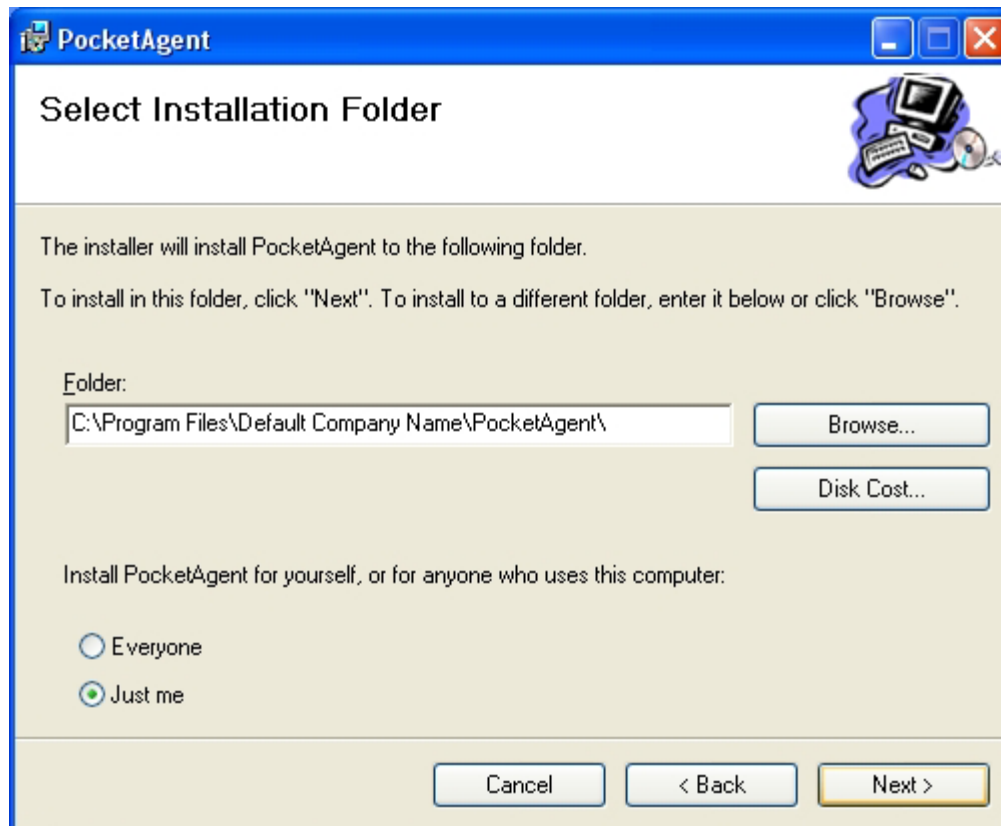 PocketAgent
Select Installation Folder
The installer will install PocketAgent to the following folder.
To install in this folder, click "Next". To install to a different folder, enter it below or click "Browse".
Folder:
C:\Program Files\Default Company Name\PocketAgent\
Browse...
Disk Cost...
Install PocketAgent for yourself, or for anyone who uses this computer:
Everyone
Just me
Cancel
< Back
Next >